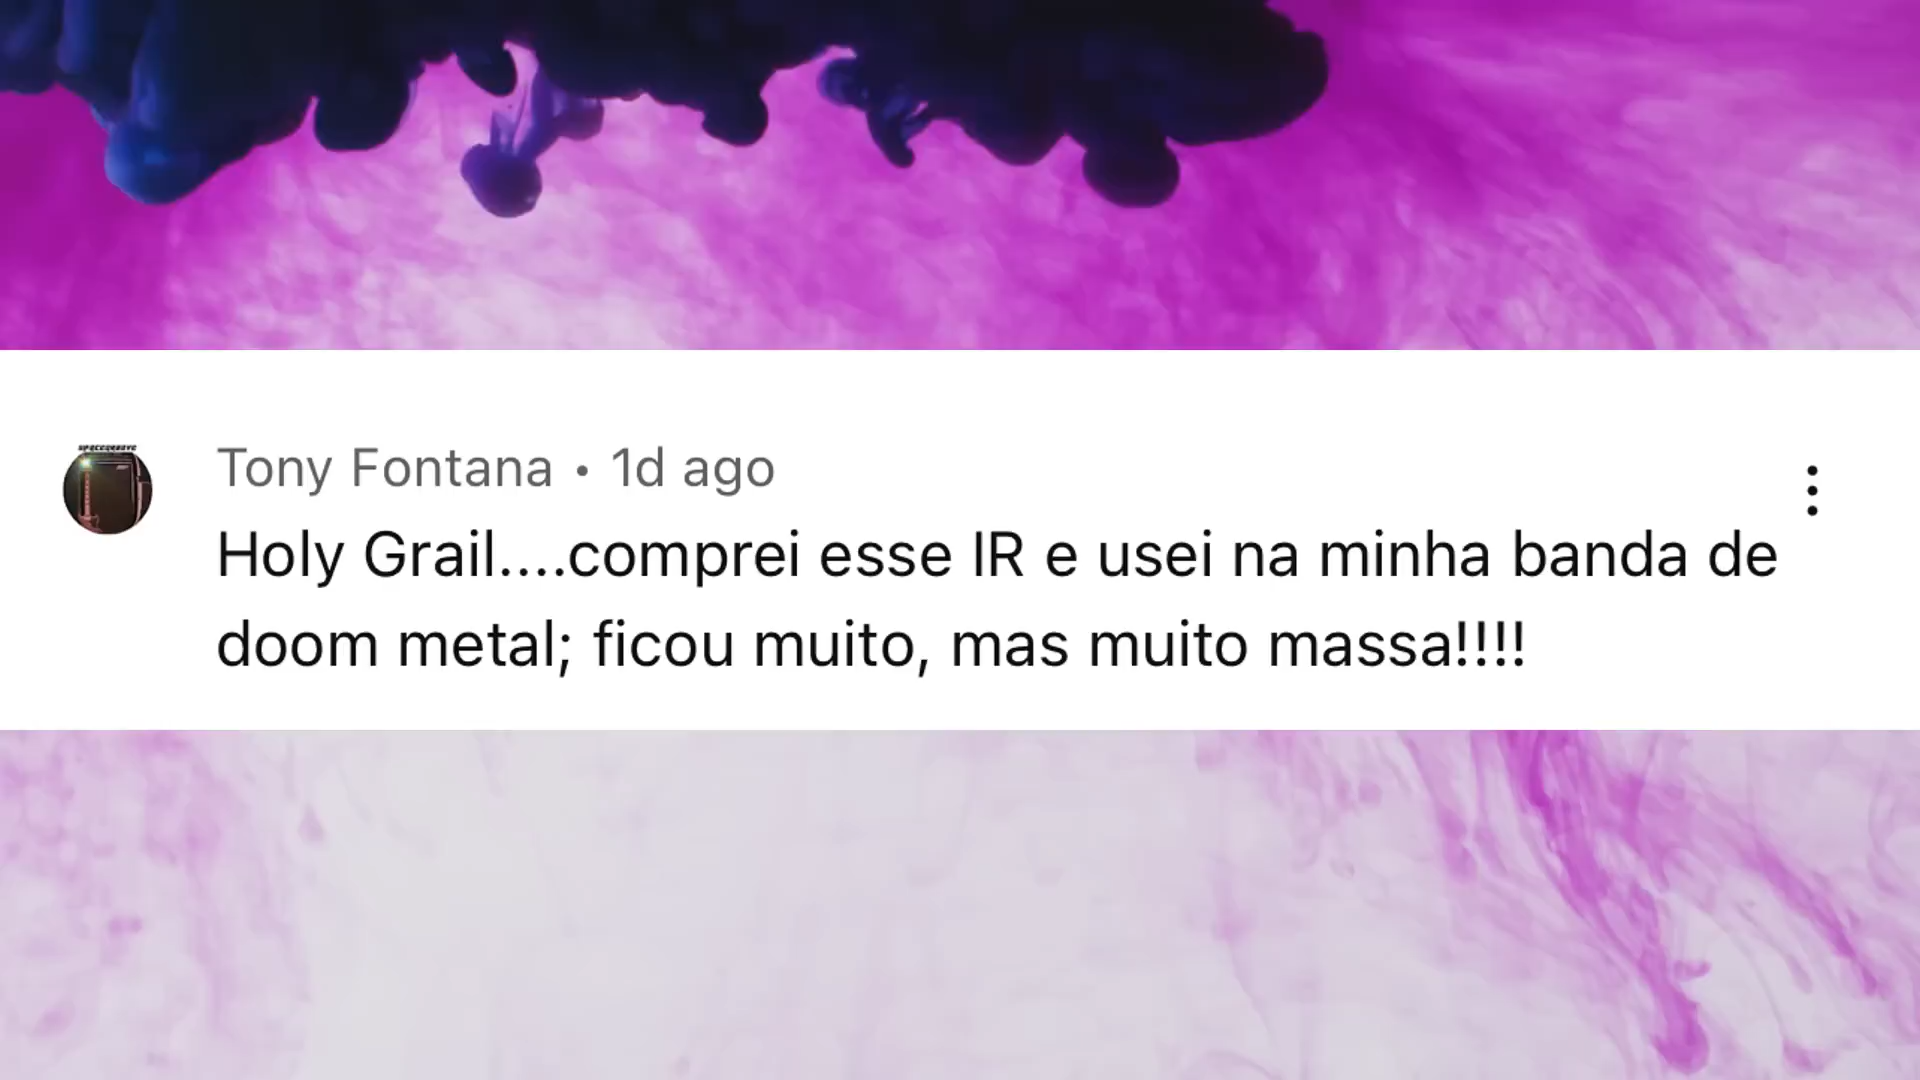 Tony Fontana • 1d ago
Holy Grail....comprei esse IR e usei na minha banda de
doom metal; ficou muito, mas muito massa!!!!